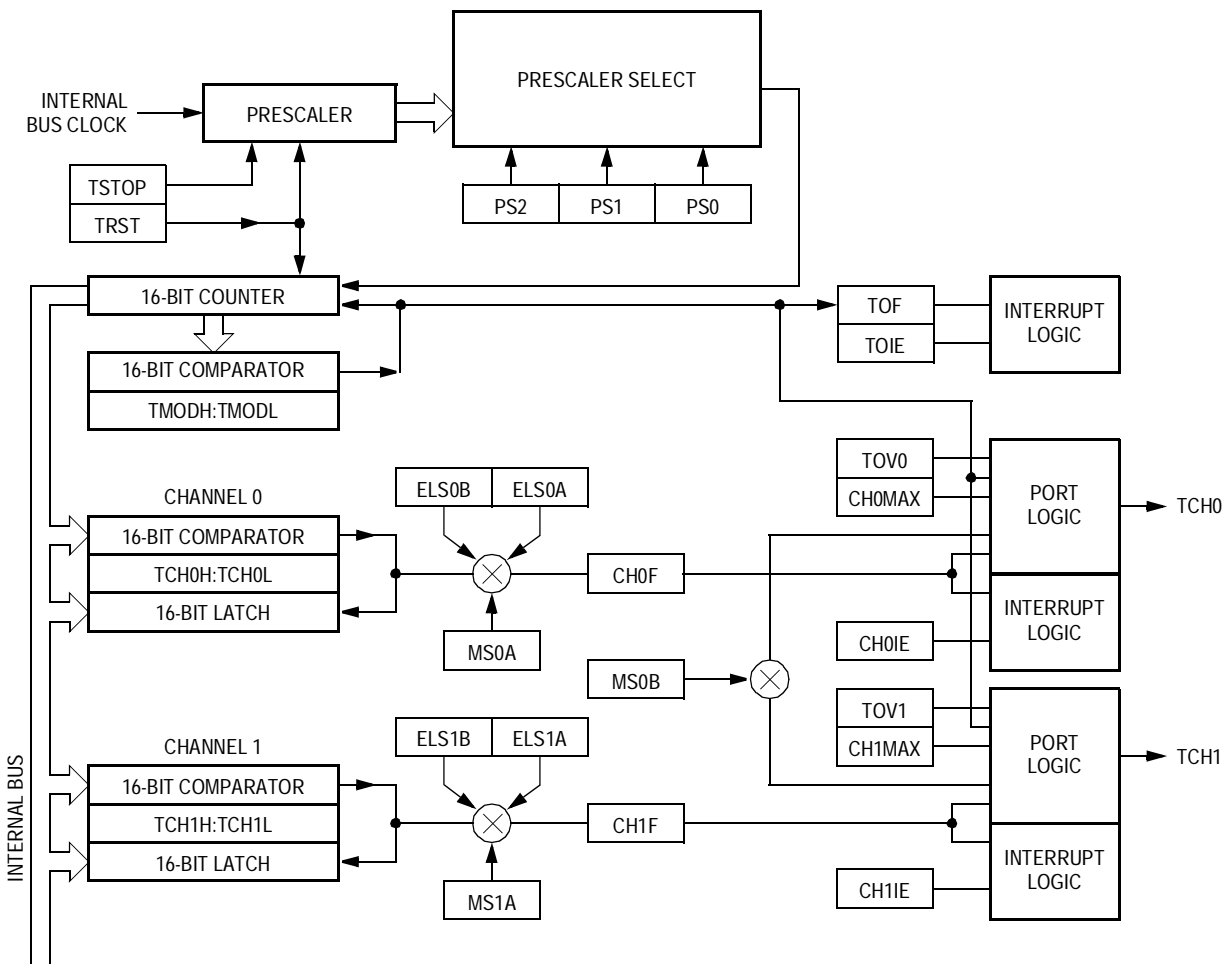 PRESCALER SELECT
INTERNAL
BUS CLOCK
PRESCALER
TSTOP
TRST
PS2
PS1
PS0
16-BIT COUNTER
TOF
TOIE
INTERRUPT
LOGIC
16-BIT COMPARATOR
TMODH:TMODL
TOV0
CH0MAX
PORT
LOGIC
TCH0
CHANNEL 0
ELS0B
ELS0A
16-BIT COMPARATOR
TCH0H:TCH0L
16-BIT LATCH
CH0F
MS0A
INTERRUPT
LOGIC
CH0IE
MS0B
TOV1
CH1MAX
PORT
LOGIC
TCH1
CHANNEL 1
ELS1B
ELS1A
16-BIT COMPARATOR
TCH1H:TCH1L
16-BIT LATCH
CH1F
MS1A
INTERRUPT
LOGIC
CH1IE
INTERNAL BUS